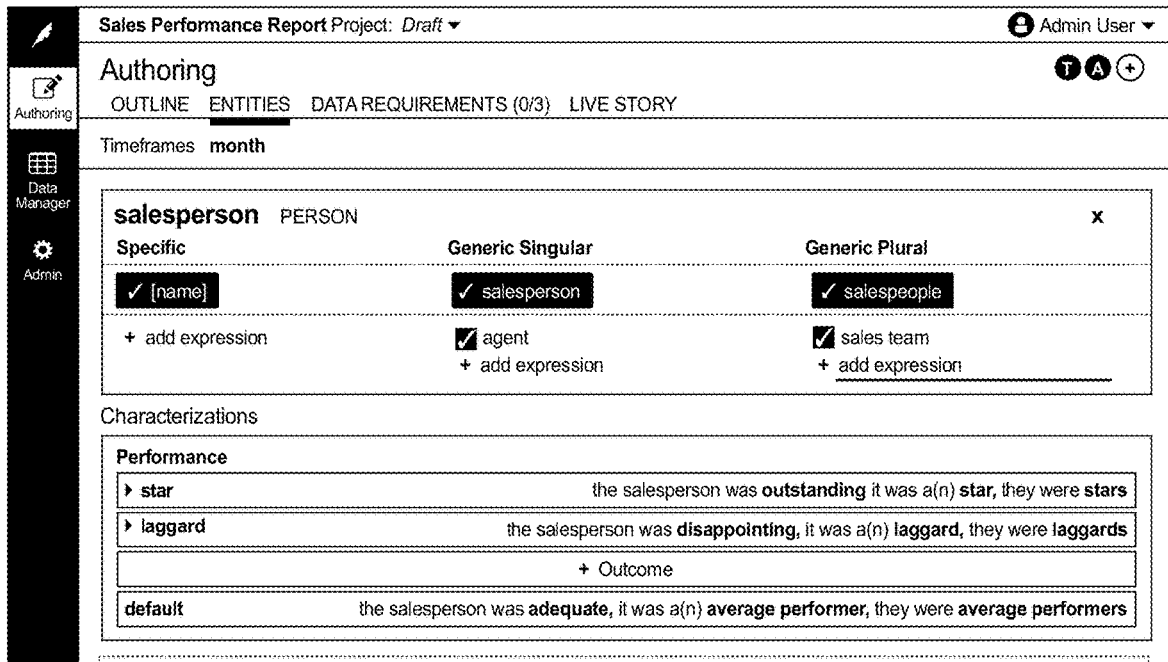 Sales Performance Report Project: Draft
Admin User
Authoring
T A +
Authoring
OUTLINE ENTITIES DATA REQUIREMENTS (0/3) LIVE STORY
Timeframes month
Data
Manager
salesperson PERSON
x
Specific Generic Singular Generic Plural
Admin
✓ [name] ✓ salesperson ✓ salespeople
+ add expression ✓ agent ✓ sales team
+ add expression + add expression
Characterizations
Performance
star the salesperson was outstanding it was a(n) star, they were stars
laggard the salesperson was disappointing, it was a(n) laggard, they were laggards
+ Outcome
default the salesperson was adequate, it was a(n) average performer, they were average performers